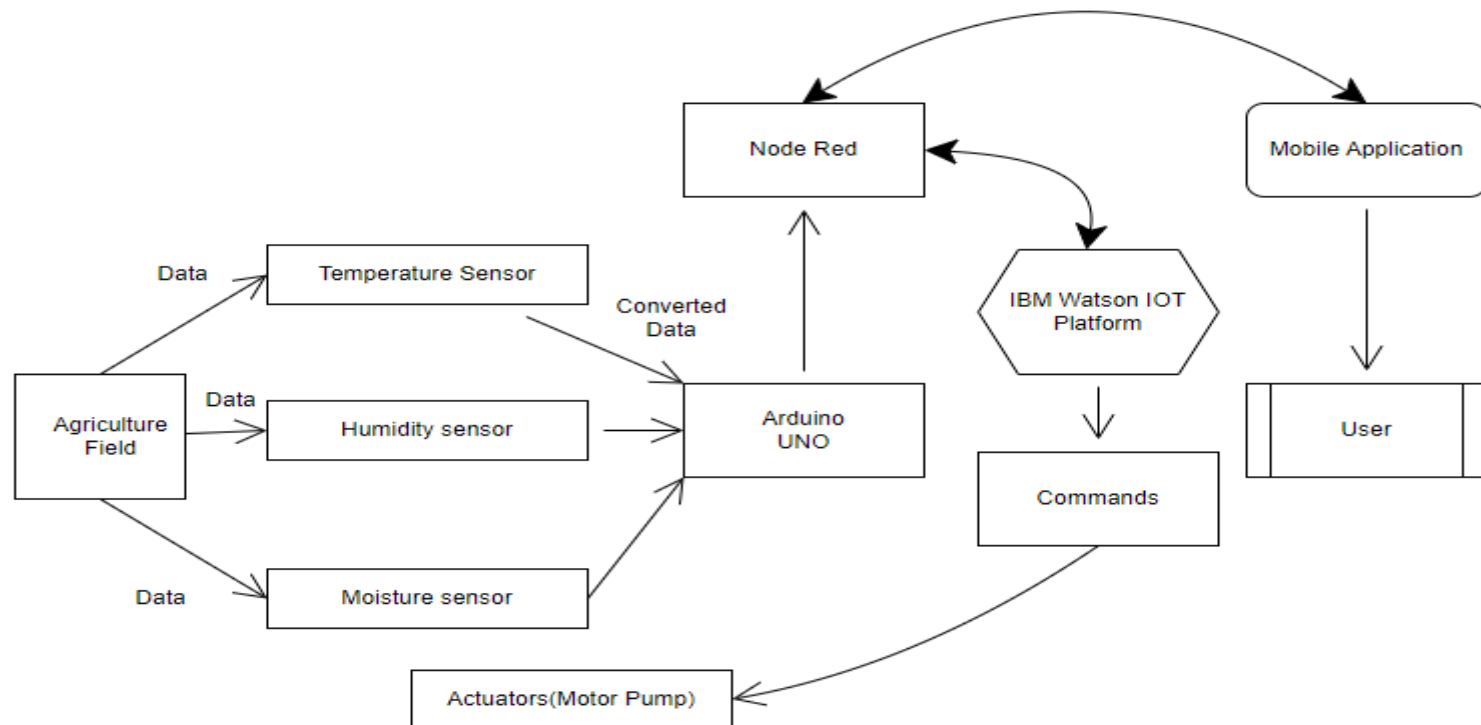 Node Red
Mobile Application
Data
Temperature Sensor
Converted
Data
IBM Watson IOT
Platform
Agriculture
Field
Data
Humidity sensor
Arduino
UNO
User
Commands
Data
Moisture sensor
Actuators(Motor Pump)